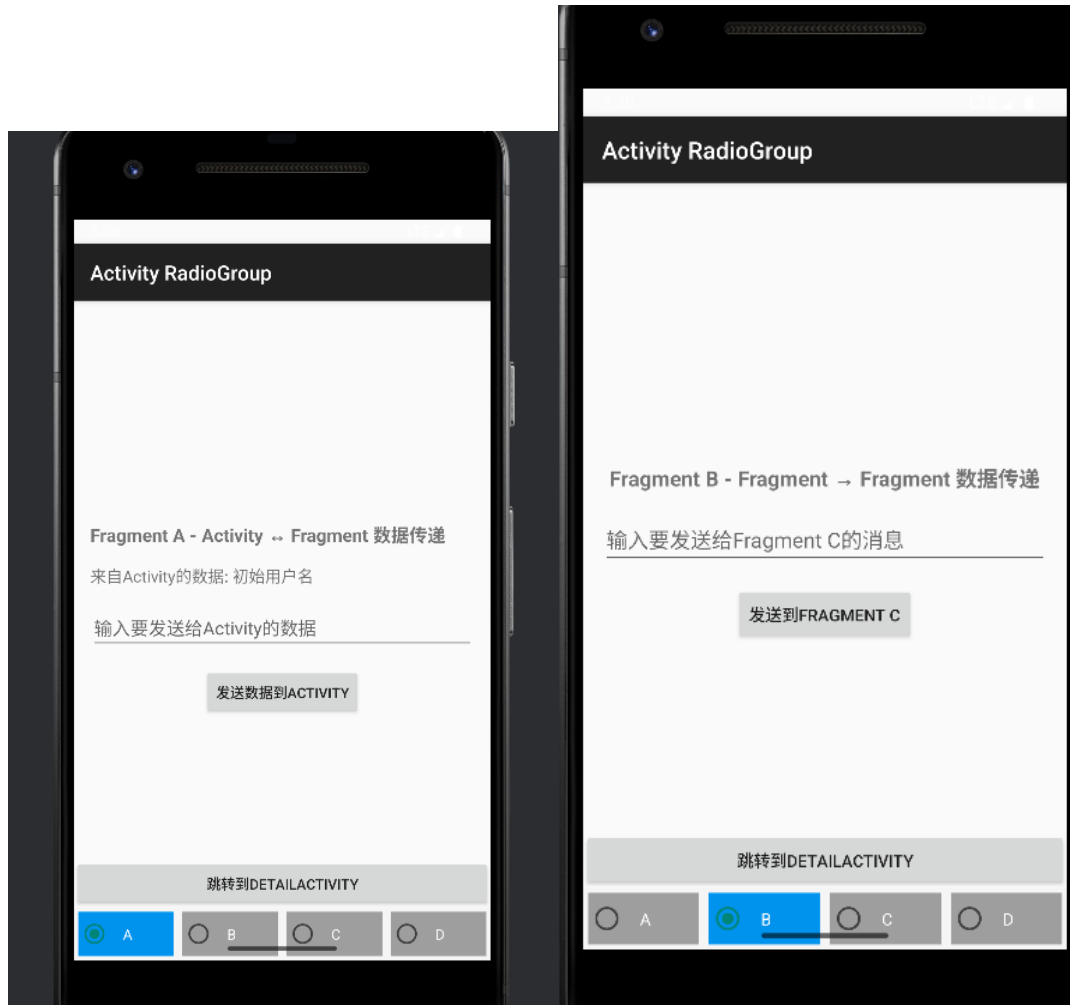 Activity RadioGroup
Fragment A - Activity ↔ Fragment 数据传递
来自Activity的数据: 初始用户名
输入要发送给Activity的数据
发送数据到ACTIVITY
跳转到DETAILACTIVITY
A B C D
Activity RadioGroup
Fragment B - Fragment → Fragment 数据传递
输入要发送给Fragment C的消息
发送到FRAGMENT C
跳转到DETAILACTIVITY
A B C D